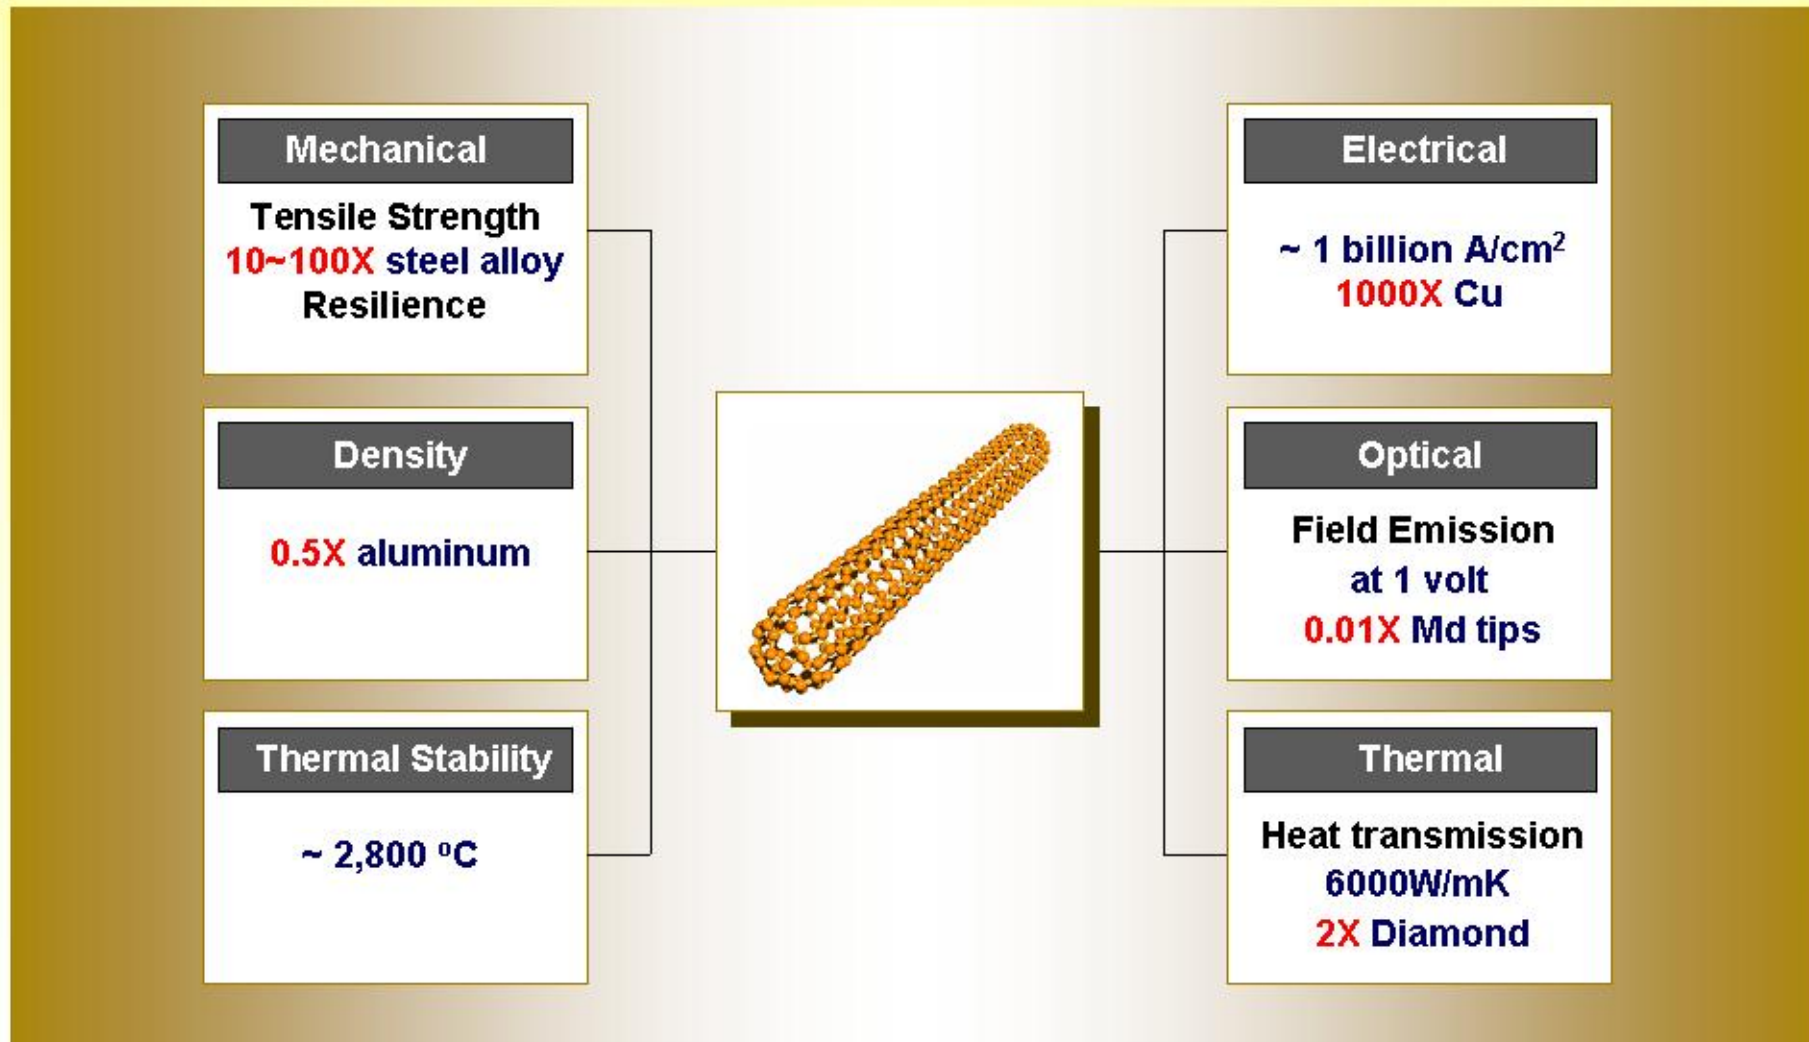 Mechanical
Tensile Strength
10~100X steel alloy
Resilience
Density
0.5X aluminum
Thermal Stability
~ 2,800 ºC
Electrical
~ 1 billion A/cm²
1000X Cu
Optical
Field Emission
at 1 volt
0.01X Md tips
Thermal
Heat transmission
6000W/mK
2X Diamond